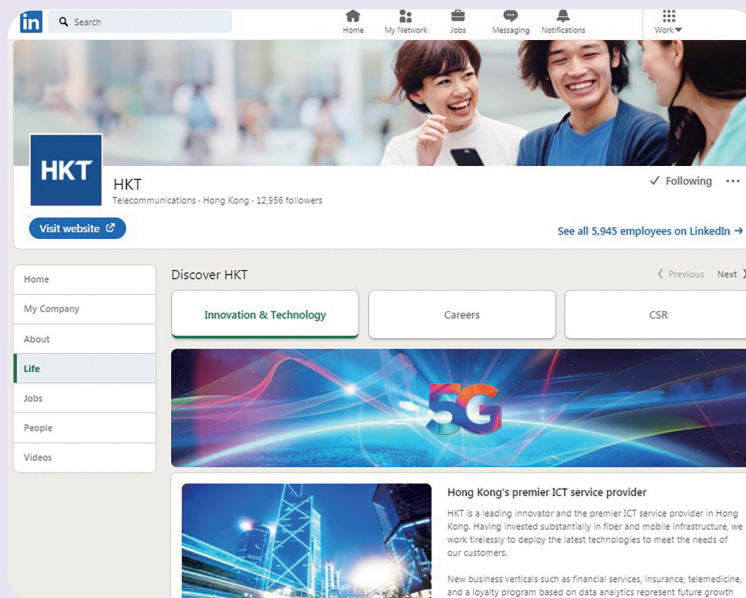 in
Search
Home
My Network
Jobs
Messaging
Notifications
Work
HKT
HKT
Telecommunications · Hong Kong · 12,956 followers
Following
Visit website
See all 5,945 employees on LinkedIn →
Home
My Company
About
Life
Jobs
People
Videos
Discover HKT
Previous
Next
Innovation & Technology
Careers
CSR
5G
Hong Kong's premier ICT service provider
HKT is a leading innovator and the premier ICT service provider in Hong
Kong. Having invested substantially in fiber and mobile infrastructure, we
work tirelessly to deploy the latest technologies to meet the needs of
our customers.
New business verticals such as financial services, insurance, telemedicine,
and a loyalty program based on data analytics represent future growth